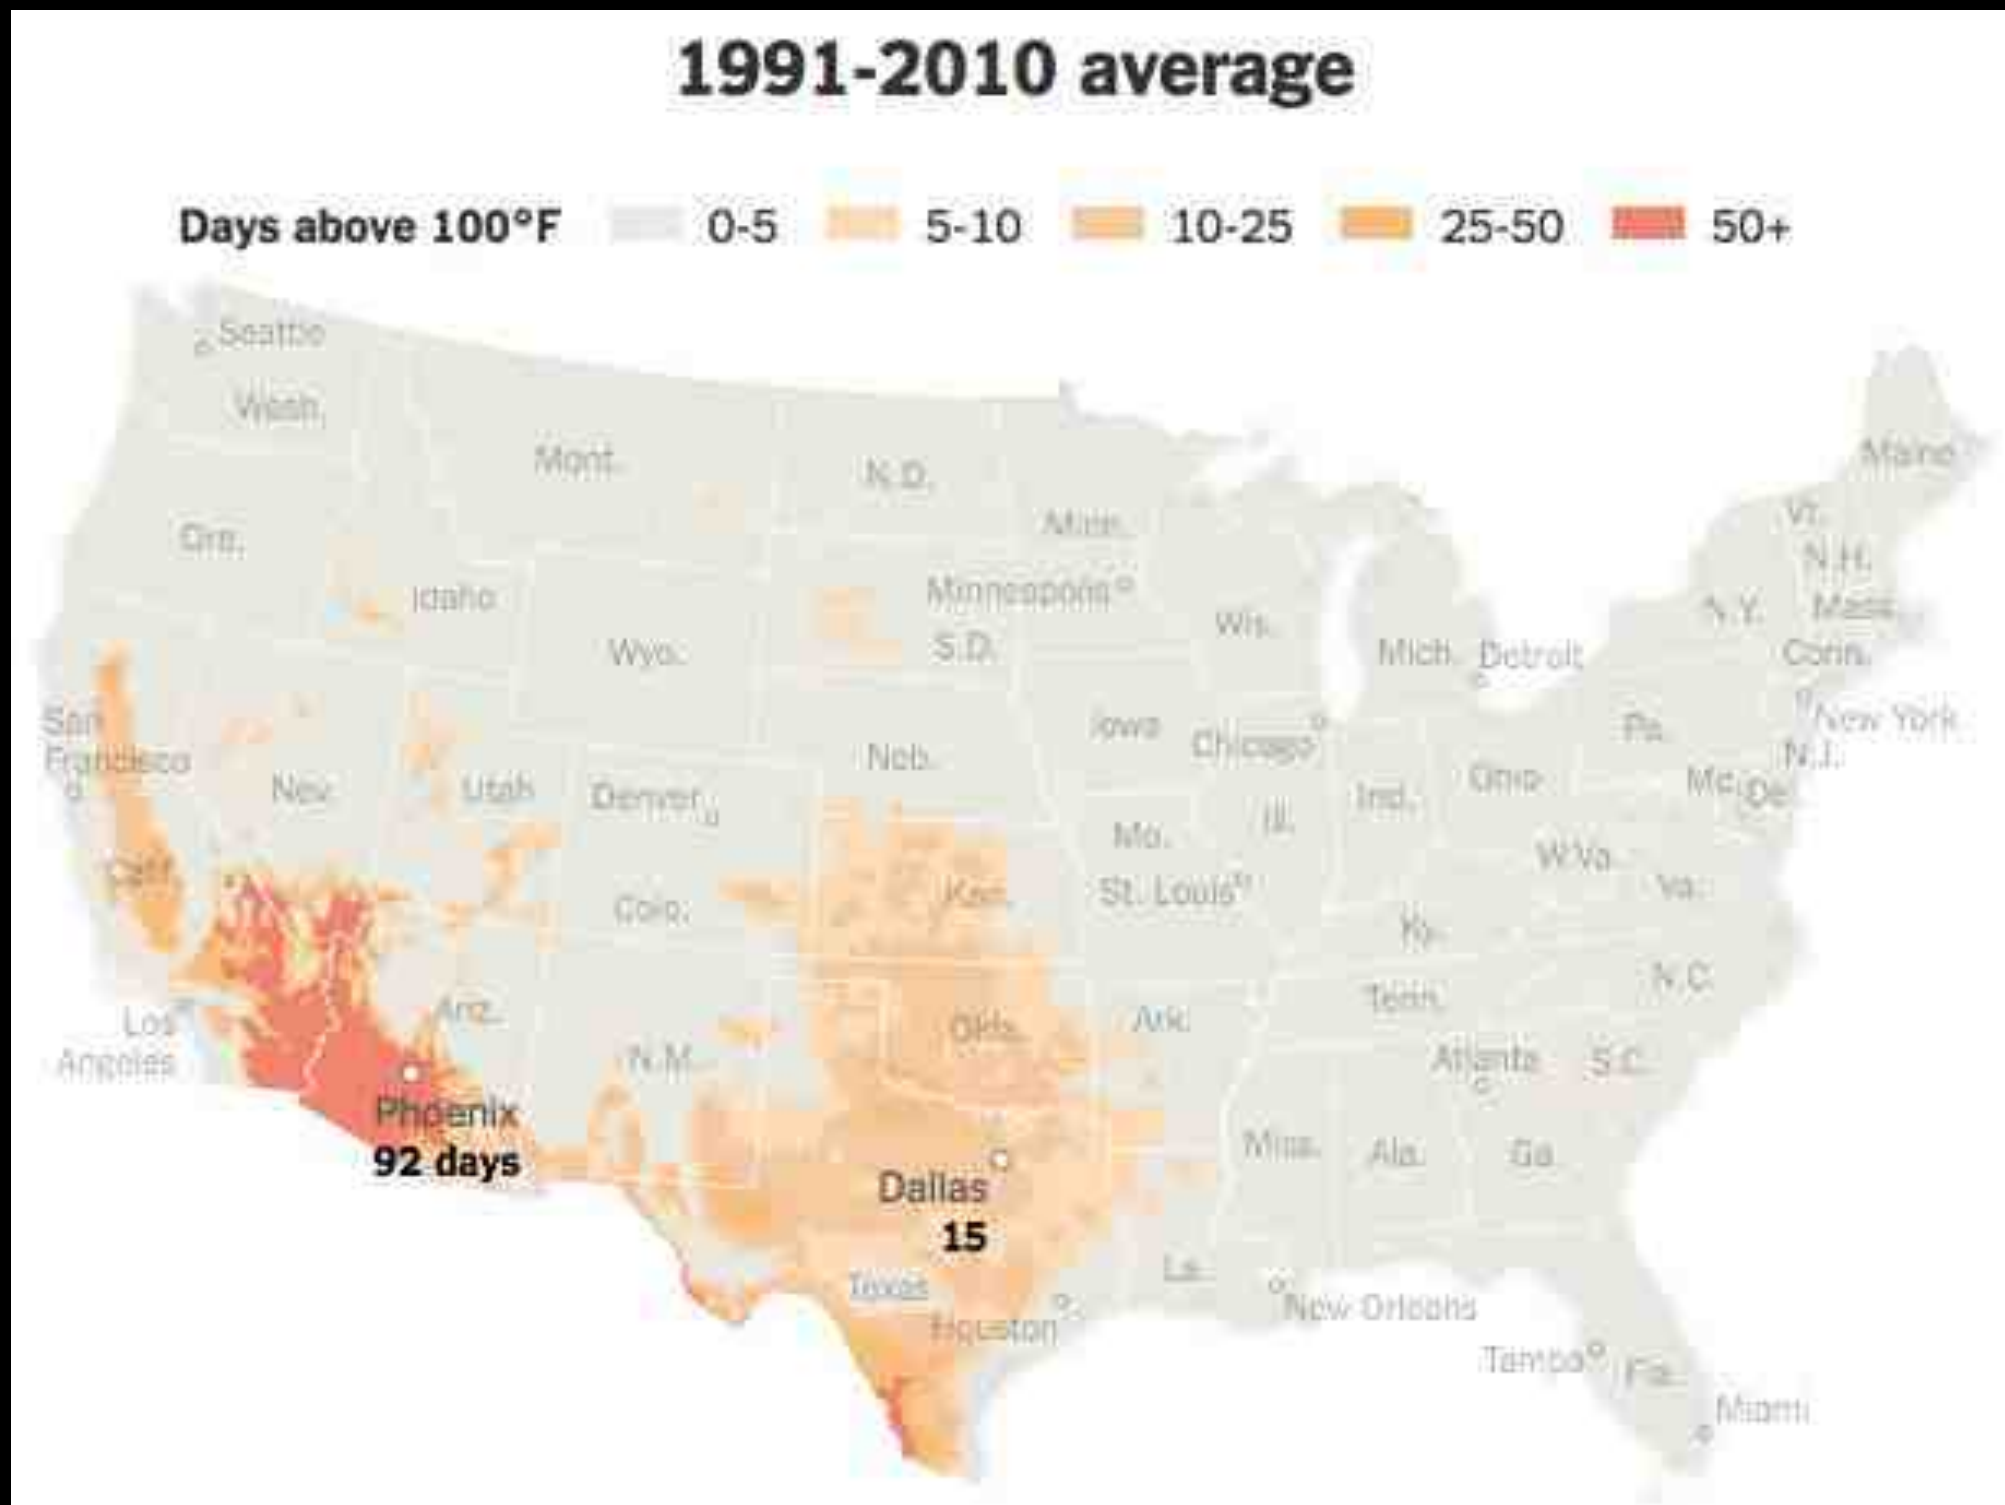 1991-2010 average
Days above 100°F 0-5 5-10 10-25 25-50 50+
Seattle
Wash.
Mont.
N.D.
Minn.
Maine
Vt.
N.H.
Ore.
Idaho
Minneapolis
Wis.
N.Y.
Mass.
Wyo.
S.D.
Mich.
Detroit
Conn.
San
Francisco
New York
Iowa
Chicago
Pa.
N.J.
Nev.
Utah
Denver
Neb.
Ill.
Ind.
Ohio
Del
Mo.
W.Va.
Va.
Calif.
Colo.
Kan.
St. Louis
Ky.
N.C.
Los
Angeles
Ariz.
N.M.
Okla.
Ark.
Tenn.
Atlanta
S.C.
Phoenix
92 days
Dallas
15
Miss.
Ala.
Ga.
Texas
Houston
La.
New Orleans
Tampa
Fla.
Miami